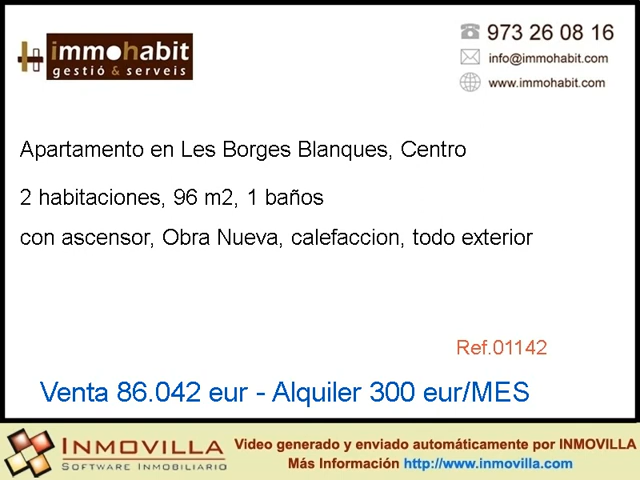 immohabit
gestió & serveis
973 26 08 16
info@immohabit.com
www.immohabit.com
Apartamento en Les Borges Blanques, Centro
2 habitaciones, 96 m2, 1 baños
con ascensor, Obra Nueva, calefaccion, todo exterior
Ref.01142
Venta 86.042 eur - Alquiler 300 eur/MES
INMOVILLA
SOFTWARE INMOBILIARIO
Video generado y enviado automáticamente por INMOVILLA
Más Información http://www.inmovilla.com